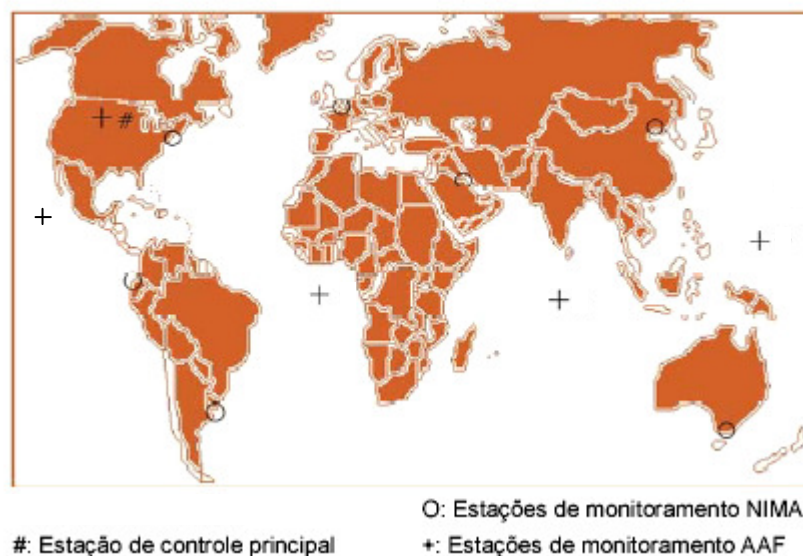 O: Estações de monitoramento NIMA
#: Estação de controle principal
+: Estações de monitoramento AAF